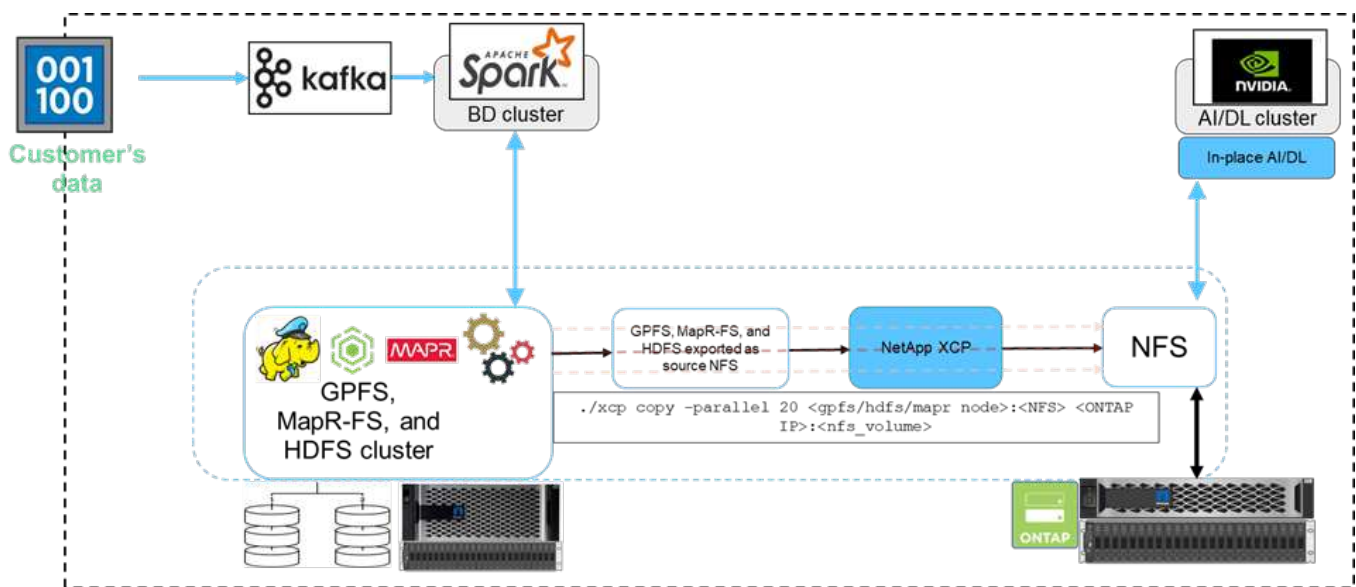 001
100
Customer's
data
kafka
APACHE
Spark
BD cluster
NVIDIA.
AI/DL cluster
In-place AI/DL
MAPR
GPFS,
MapR-FS, and
HDFS cluster
GPFS, MapR-FS, and
HDFS exported as
source NFS
NetApp XCP
NFS
./xcp copy -parallel 20 <gpfs/hdfs/mapr node>:<NFS> <ONTAP
IP>:<nfs_volume>
ONTAP